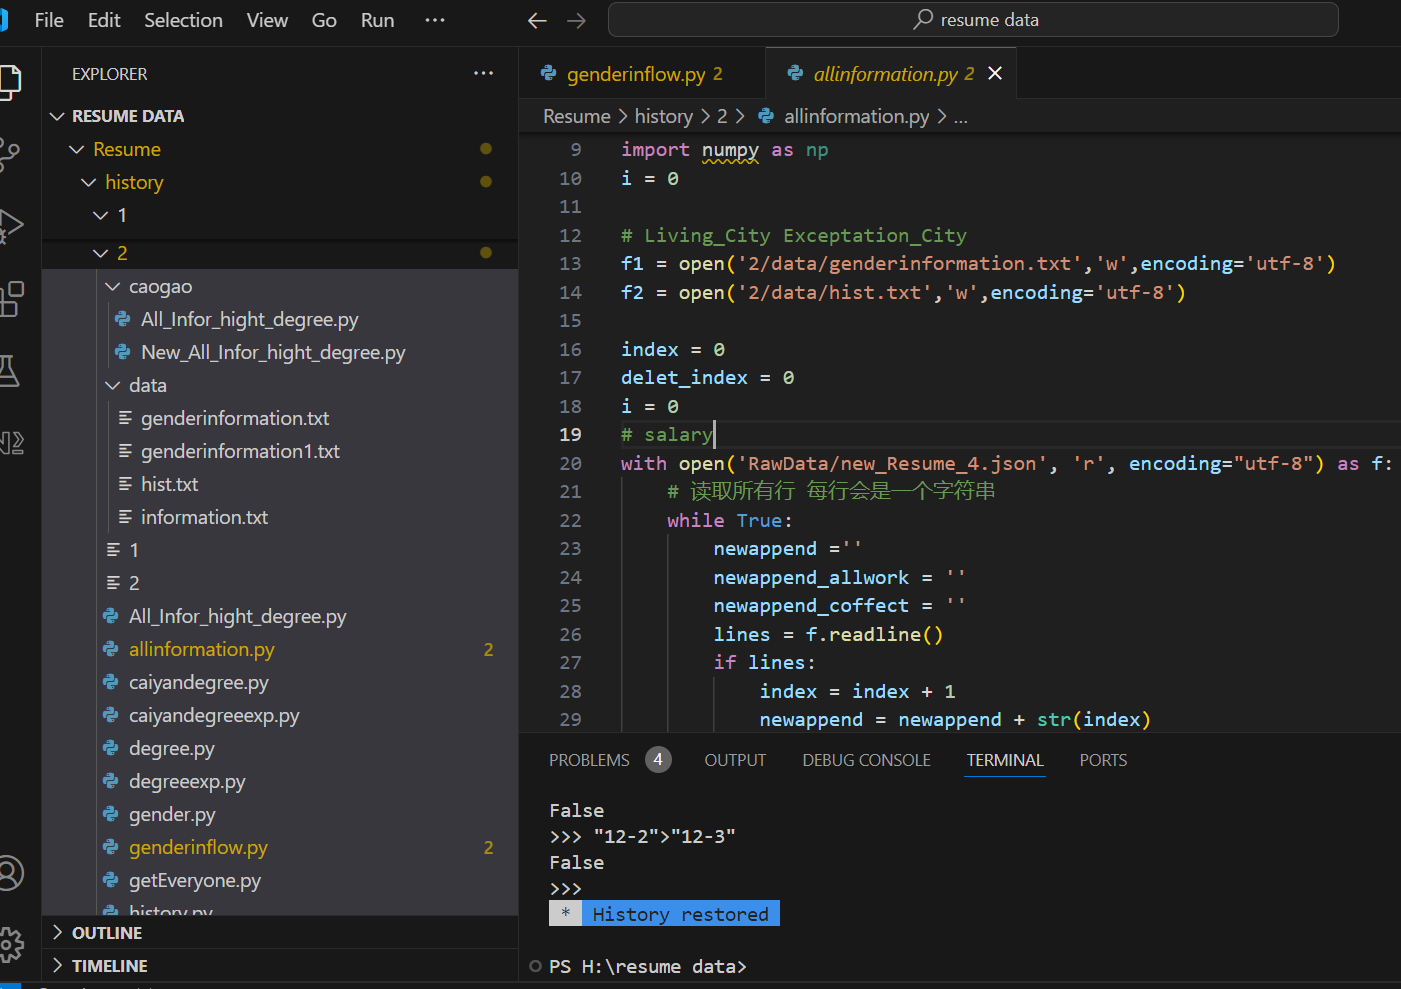 File Edit Selection View Go Run ···
resume data
EXPLORER ···
RESUME DATA
Resume
history
1
2
caogao
All_Infor_hight_degree.py
New_All_Infor_hight_degree.py
data
genderinformation.txt
genderinformation1.txt
hist.txt
information.txt
1
2
All_Infor_hight_degree.py
allinformation.py 2
caiyandegree.py
caiyandegreeexp.py
degree.py
degreeexp.py
gender.py
genderinflow.py 2
getEveryone.py
history.py
OUTLINE
TIMELINE
genderinflow.py 2
allinformation.py 2
Resume > history > 2 > allinformation.py > ...
9 import numpy as np
10 i = 0
11
12 # Living_City Exceptation_City
13 f1 = open('2/data/genderinformation.txt','w',encoding='utf-8')
14 f2 = open('2/data/hist.txt','w',encoding='utf-8')
15
16 index = 0
17 delet_index = 0
18 i = 0
19 # salary
20 with open('RawData/new_Resume_4.json', 'r', encoding="utf-8") as f:
21 # 读取所有行 每行会是一个字符串
22 while True:
23 newappend =''
24 newappend_allwork = ''
25 newappend_coffect = ''
26 lines = f.readline()
27 if lines:
28 index = index + 1
29 newappend = newappend + str(index)
PROBLEMS 4 OUTPUT DEBUG CONSOLE TERMINAL PORTS
False
>>> "12-2">"12-3"
False
>>>
* History restored
PS H:\resume data>